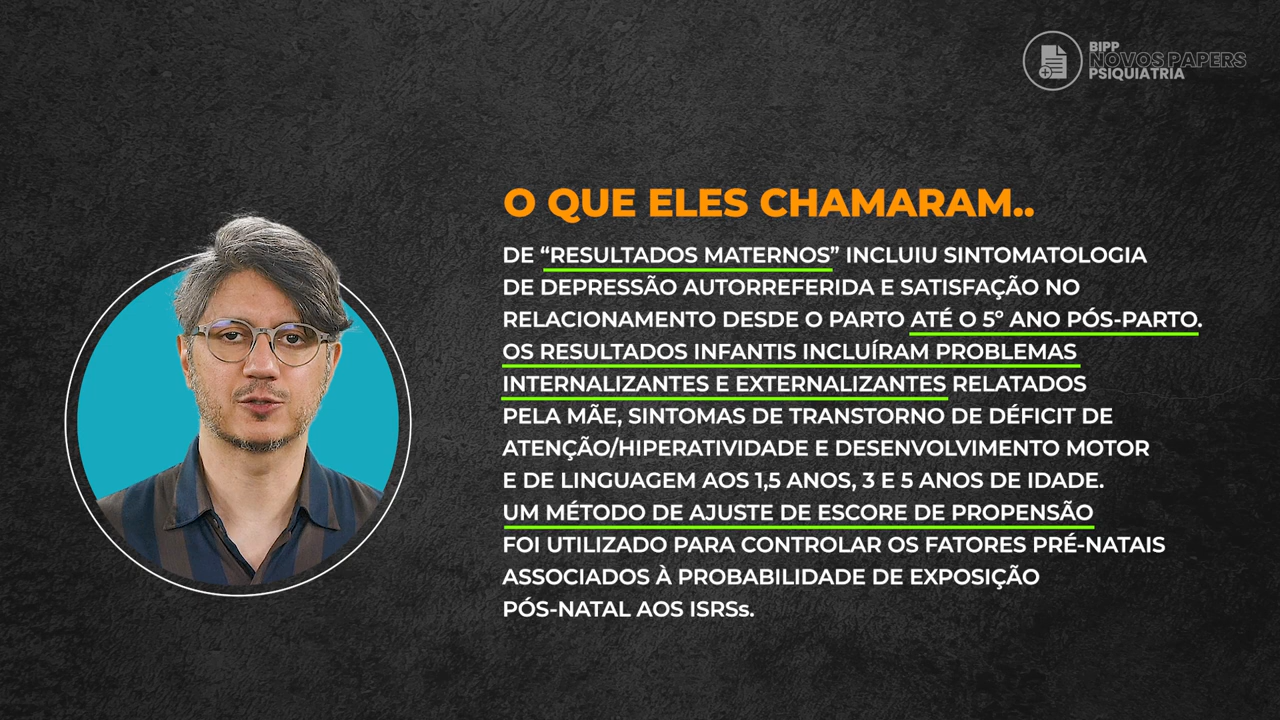 BIPP
NOVOS PAPERS
PSIQUIATRIA
O QUE ELES CHAMARAM..
DE “RESULTADOS MATERNOS” INCLUIU SINTOMATOLOGIA
DE DEPRESSÃO AUTORREFERIDA E SATISFAÇÃO NO
RELACIONAMENTO DESDE O PARTO ATÉ O 5º ANO PÓS-PARTO.
OS RESULTADOS INFANTIS INCLUÍRAM PROBLEMAS
INTERNALIZANTES E EXTERNALIZANTES RELATADOS
PELA MÃE, SINTOMAS DE TRANSTORNO DE DÉFICIT DE
ATENÇÃO/HIPERATIVIDADE E DESENVOLVIMENTO MOTOR
E DE LINGUAGEM AOS 1,5 ANOS, 3 E 5 ANOS DE IDADE.
UM MÉTODO DE AJUSTE DE ESCORE DE PROPENSÃO
FOI UTILIZADO PARA CONTROLAR OS FATORES PRÉ-NATAIS
ASSOCIADOS À PROBABILIDADE DE EXPOSIÇÃO
PÓS-NATAL AOS ISRSs.